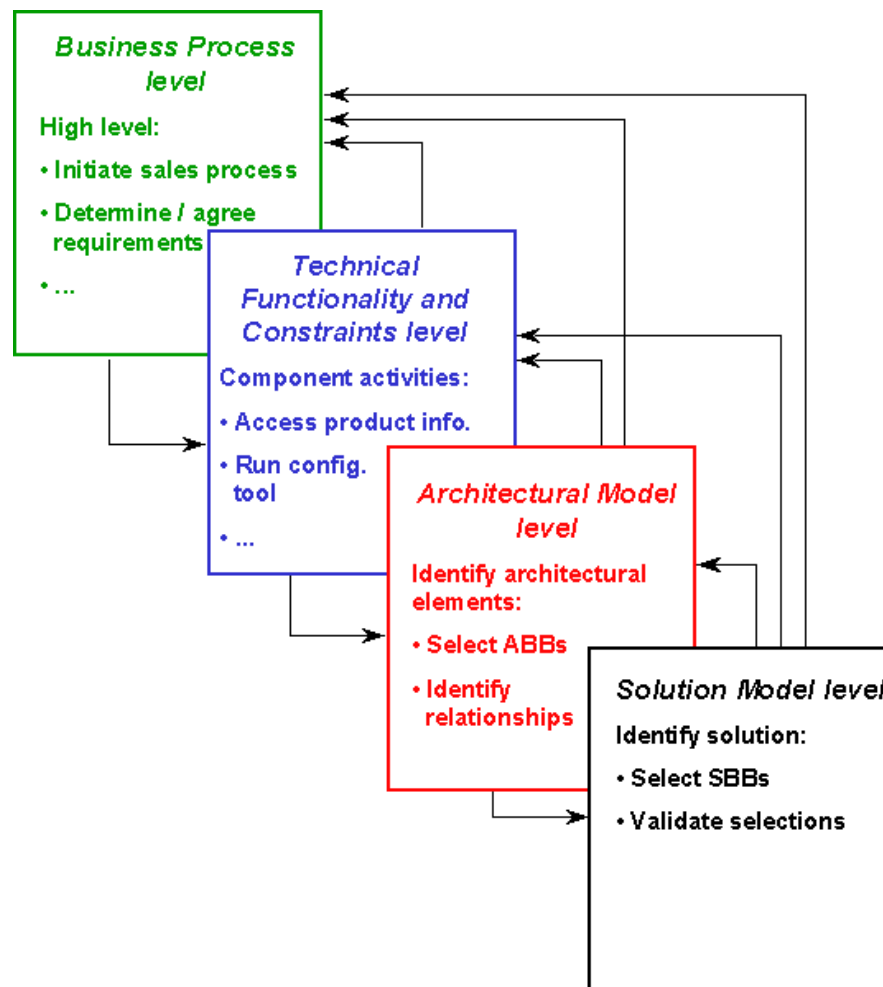 Business Process
level
High level:
• Initiate sales process
• Determine / agree
requirements
• ...
Technical
Functionality and
Constraints level
Component activities:
• Access product info.
• Run config.
tool
• ...
Architectural Model
level
Identify architectural
elements:
• Select ABBs
• Identify
relationships
Solution Model level
Identify solution:
• Select SBBs
• Validate selections